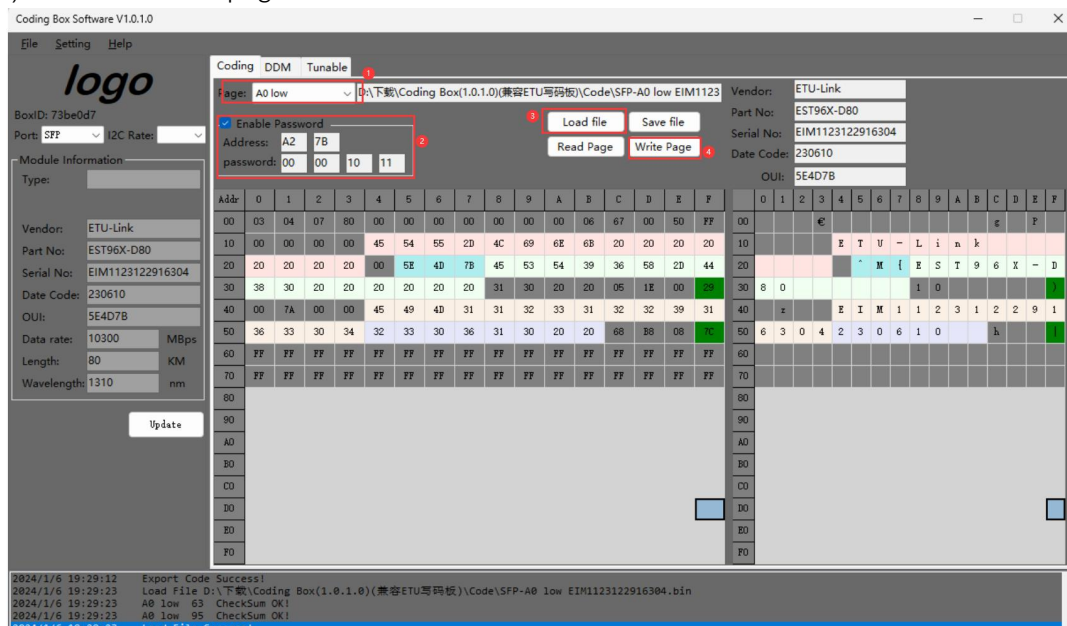 Coding Box Software V1.0.1.0
File Setting Help
logo
BoxID: 73be0d7
Port: SFP I2C Rate:
Module Information
Type:
Vendor: ETU-Link
Part No: EST96X-D80
Serial No: EIM1123122916304
Date Code: 230610
OUI: 5E4D7B
Data rate: 10300 MBps
Length: 80 KM
Wavelength: 1310 nm
Update
Coding DDM Tunable
1
Page: A0 low D:\下载\Coding Box(1.0.1.0)(兼容ETU写码板)\Code\SFP-A0 low EIM1123
Enable Password
Address: A2 7B
2
password: 00 00 10 11
3
Load file Save file
Read Page Write Page
4
Vendor: ETU-Link
Part No: EST96X-D80
Serial No: EIM1123122916304
Date Code: 230610
OUI: 5E4D7B
Addr 0 1 2 3 4 5 6 7 8 9 A B C D E F
00 03 04 07 80 00 00 00 00 00 00 00 06 67 00 50 FF
10 00 00 00 00 45 54 55 2D 4C 69 6E 6B 20 20 20 20
20 20 20 20 20 00 5E 4D 7B 45 53 54 39 36 58 2D 44
30 38 30 20 20 20 20 20 20 31 30 20 20 05 1E 00 29
40 00 7A 00 00 45 49 4D 31 31 32 33 31 32 32 39 31
50 36 33 30 34 32 33 30 36 31 30 20 20 68 B8 08 7C
60 FF FF FF FF FF FF FF FF FF FF FF FF FF FF FF FF
70 FF FF FF FF FF FF FF FF FF FF FF FF FF FF FF FF
80
90
A0
B0
C0
D0
E0
F0
0 1 2 3 4 5 6 7 8 9 A B C D E F
00 € g P
10 E T U - L i n k
20 ^ M { E S T 9 6 X - D
30 8 0 1 0 )
40 z E I M 1 1 2 3 1 2 2 9 1
50 6 3 0 4 2 3 0 6 1 0 h |
60
70
80
90
A0
B0
C0
D0
E0
F0
2024/1/6 19:29:12 Export Code Success!
2024/1/6 19:29:23 Load File D:\下载\Coding Box(1.0.1.0)(兼容ETU写码板)\Code\SFP-A0 low EIM1123122916304.bin
2024/1/6 19:29:23 A0 low 63 CheckSum OK!
2024/1/6 19:29:23 A0 low 95 CheckSum OK!